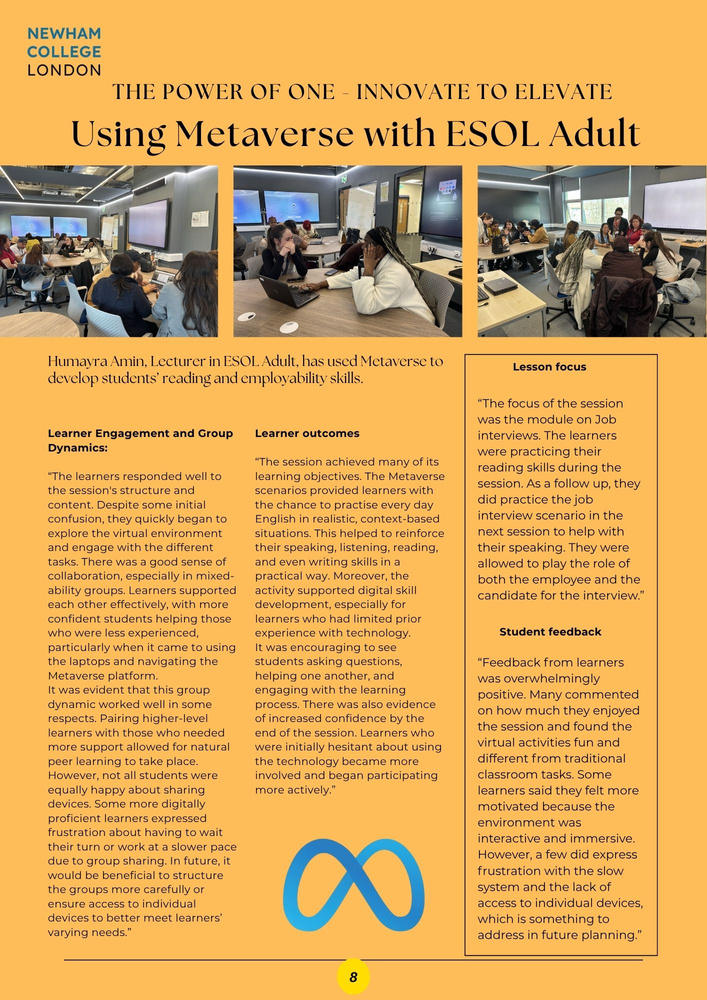 NEWHAM
COLLEGE
LONDON
THE POWER OF ONE - INNOVATE TO ELEVATE
Using Metaverse with ESOL Adult
Humayra Amin, Lecturer in ESOL Adult, has used Metaverse to
develop students’ reading and employability skills.
Learner Engagement and Group
Dynamics:
“The learners responded well to
the session's structure and
content. Despite some initial
confusion, they quickly began to
explore the virtual environment
and engage with the different
tasks. There was a good sense of
collaboration, especially in mixed-
ability groups. Learners supported
each other effectively, with more
confident students helping those
who were less experienced,
particularly when it came to using
the laptops and navigating the
Metaverse platform.
It was evident that this group
dynamic worked well in some
respects. Pairing higher-level
learners with those who needed
more support allowed for natural
peer learning to take place.
However, not all students were
equally happy about sharing
devices. Some more digitally
proficient learners expressed
frustration about having to wait
their turn or work at a slower pace
due to group sharing. In future, it
would be beneficial to structure
the groups more carefully or
ensure access to individual
devices to better meet learners’
varying needs.”
Learner outcomes
“The session achieved many of its
learning objectives. The Metaverse
scenarios provided learners with
the chance to practise every day
English in realistic, context-based
situations. This helped to reinforce
their speaking, listening, reading,
and even writing skills in a
practical way. Moreover, the
activity supported digital skill
development, especially for
learners who had limited prior
experience with technology.
It was encouraging to see
students asking questions,
helping one another, and
engaging with the learning
process. There was also evidence
of increased confidence by the
end of the session. Learners who
were initially hesitant about using
the technology became more
involved and began participating
more actively.”
Lesson focus
“The focus of the session
was the module on Job
interviews. The learners
were practicing their
reading skills during the
session. As a follow up, they
did practice the job
interview scenario in the
next session to help with
their speaking. They were
allowed to play the role of
both the employee and the
candidate for the interview.”
Student feedback
“Feedback from learners
was overwhelmingly
positive. Many commented
on how much they enjoyed
the session and found the
virtual activities fun and
different from traditional
classroom tasks. Some
learners said they felt more
motivated because the
environment was
interactive and immersive.
However, a few did express
frustration with the slow
system and the lack of
access to individual devices,
which is something to
address in future planning.”
8